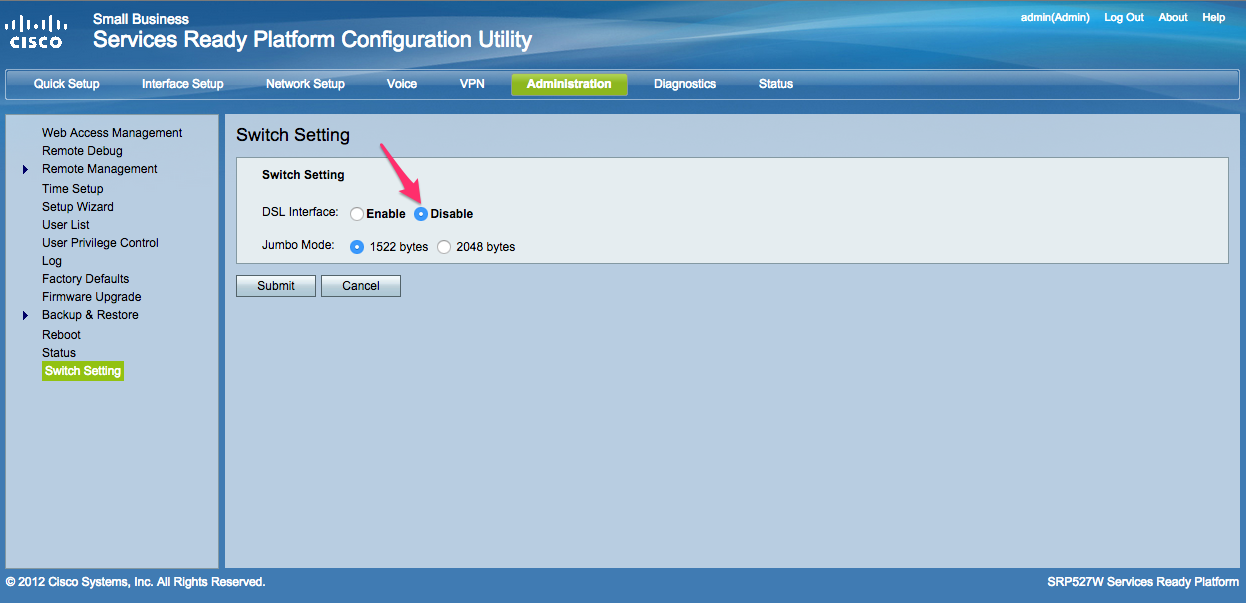 Small Business
cisco Services Ready Platform Configuration Utility
admin(Admin) Log Out About Help
Quick Setup Interface Setup Network Setup Voice VPN Administration Diagnostics Status
Web Access Management
Remote Debug
Remote Management
Time Setup
Setup Wizard
User List
User Privilege Control
Log
Factory Defaults
Firmware Upgrade
Backup & Restore
Reboot
Status
Switch Setting
Switch Setting
Switch Setting
DSL Interface: Enable Disable
Jumbo Mode: 1522 bytes 2048 bytes
Submit Cancel
© 2012 Cisco Systems, Inc. All Rights Reserved. SRP527W Services Ready Platform